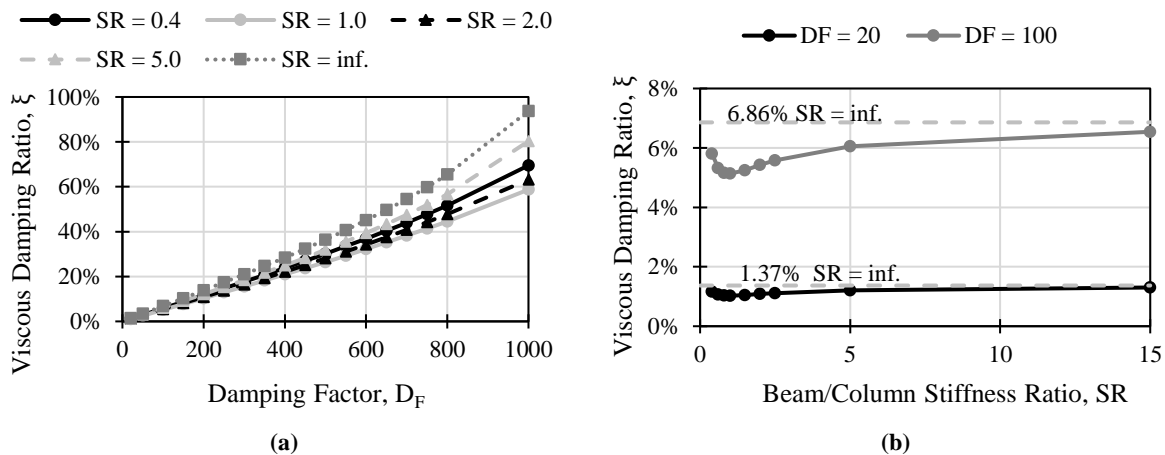 SR = 0.4 SR = 1.0 SR = 2.0
SR = 5.0 SR = inf.
100%
80%
60%
40%
20%
0%
0 200 400 600 800 1000
Viscous Damping Ratio, ξ
Damping Factor, D_F
(a)
DF = 20 DF = 100
8%
6%
4%
2%
0%
6.86% SR = inf.
1.37% SR = inf.
0 5 10 15
Viscous Damping Ratio, ξ
Beam/Column Stiffness Ratio, SR
(b)